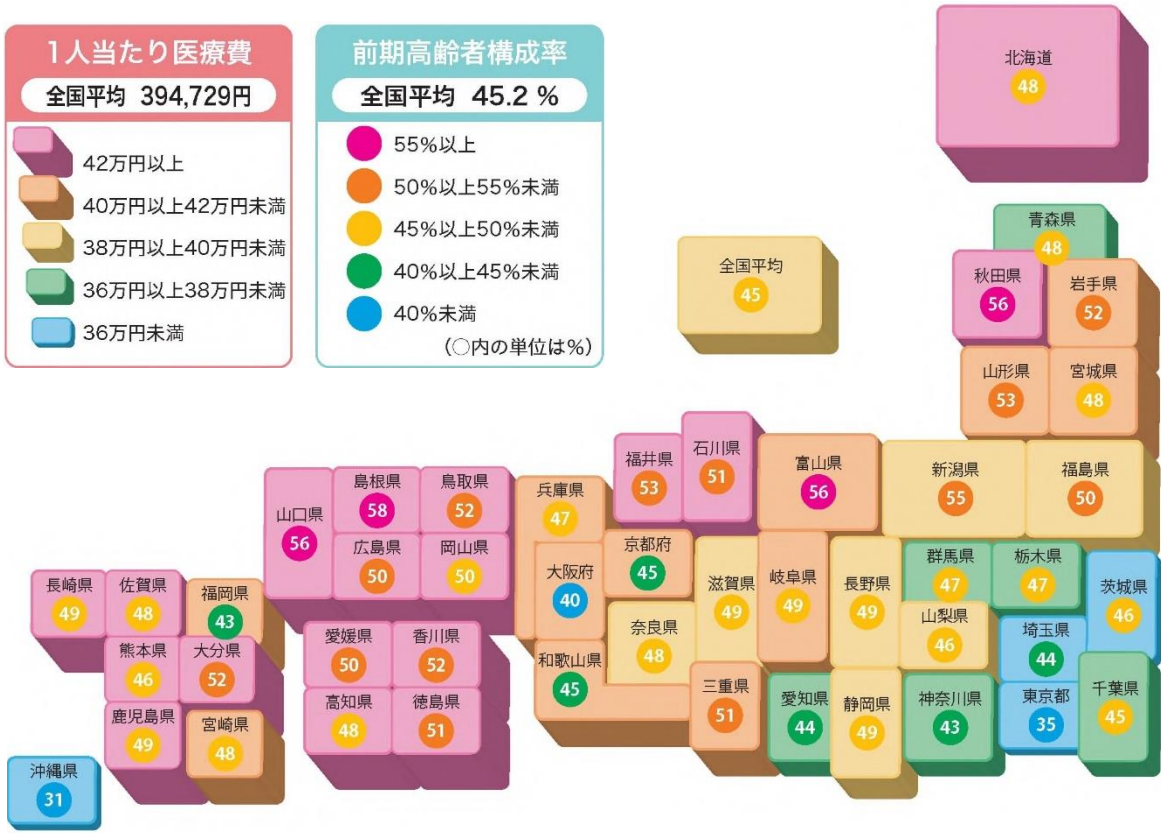 1人当たり医療費
全国平均 394,729円
42万円以上
40万円以上42万円未満
38万円以上40万円未満
36万円以上38万円未満
36万円未満
前期高齢者構成率
全国平均 45.2 %
55%以上
50%以上55%未満
45%以上50%未満
40%以上45%未満
40%未満
(○内の単位は%)
北海道
48
青森県
48
全国平均
45
秋田県
56
岩手県
52
山形県
53
宮城県
48
福井県
53
石川県
51
富山県
56
新潟県
55
福島県
50
山口県
56
島根県
58
鳥取県
52
広島県
50
岡山県
50
兵庫県
47
京都府
45
大阪府
40
滋賀県
49
岐阜県
49
長野県
49
群馬県
47
栃木県
47
茨城県
46
山梨県
46
埼玉県
44
奈良県
48
和歌山県
45
三重県
51
愛知県
44
静岡県
49
神奈川県
43
東京都
35
千葉県
45
長崎県
49
佐賀県
48
福岡県
43
熊本県
46
大分県
52
鹿児島県
49
宮崎県
48
愛媛県
50
香川県
52
高知県
48
徳島県
51
沖縄県
31